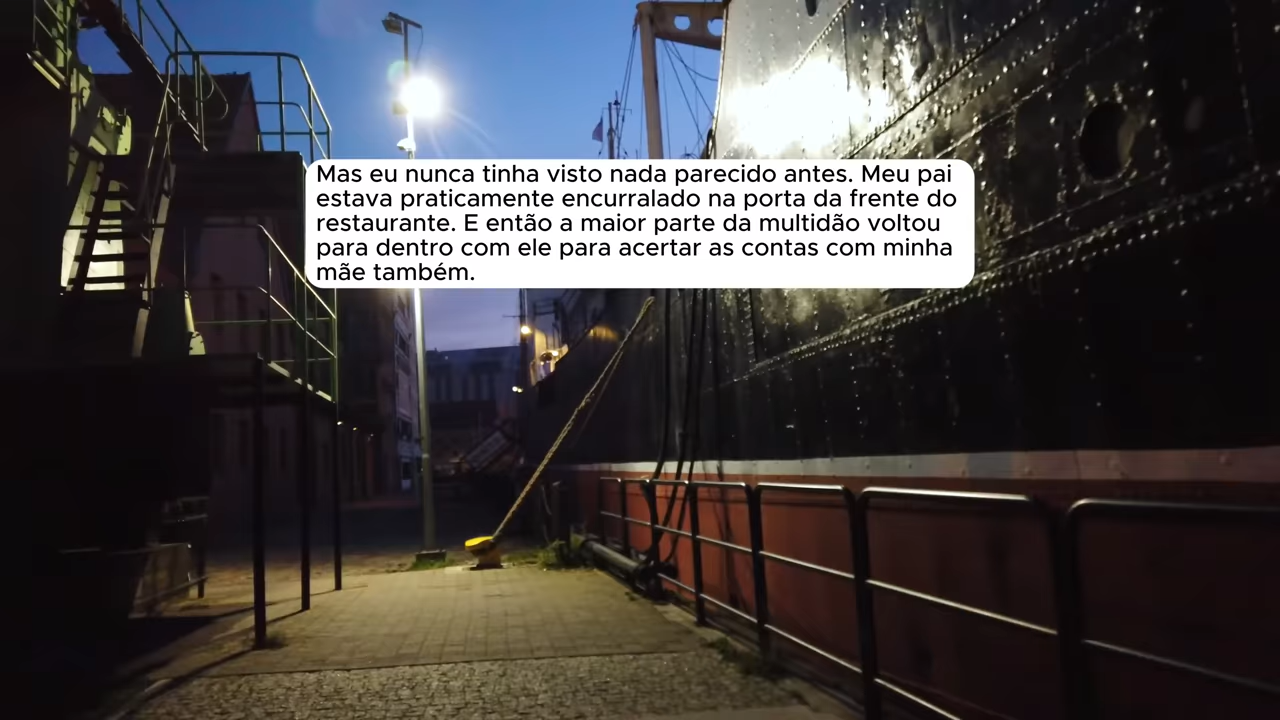 Mas eu nunca tinha visto nada parecido antes. Meu pai
estava praticamente encurralado na porta da frente do
restaurante. E então a maior parte da multidão voltou
para dentro com ele para acertar as contas com minha
mãe também.